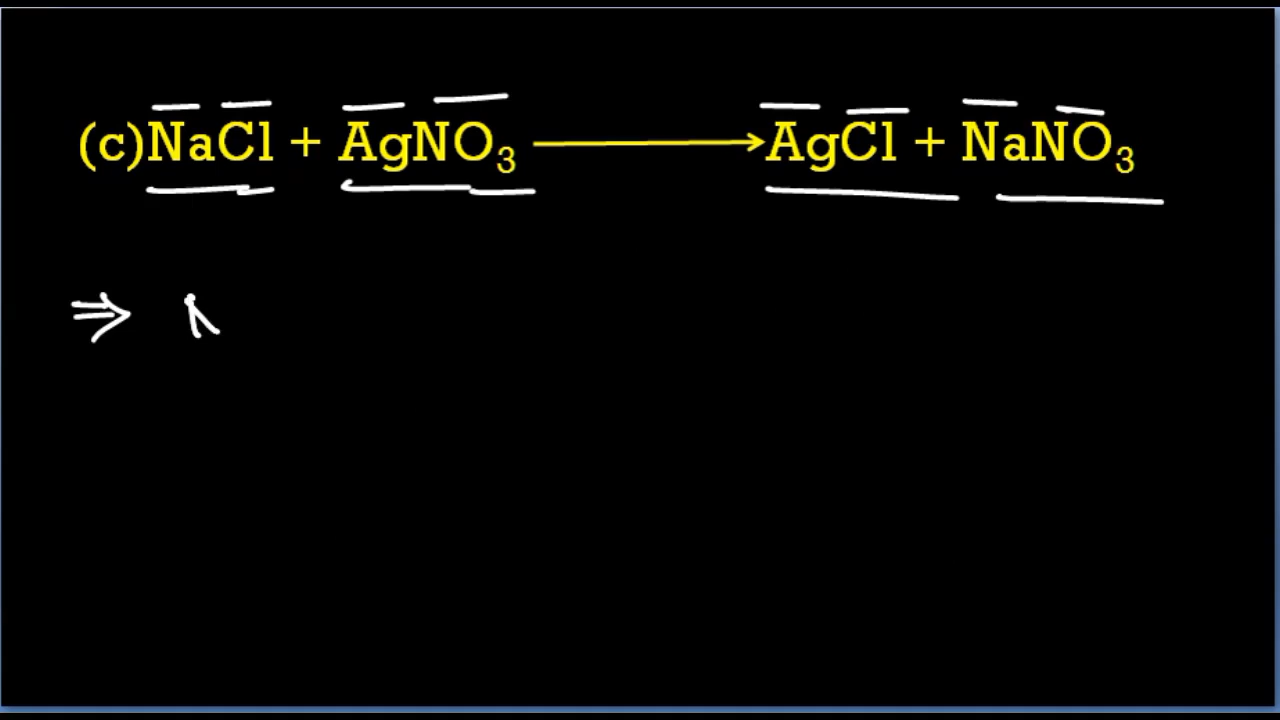 (c)NaCl + AgNO₃ ⟶ AgCl + NaNO₃
⇒